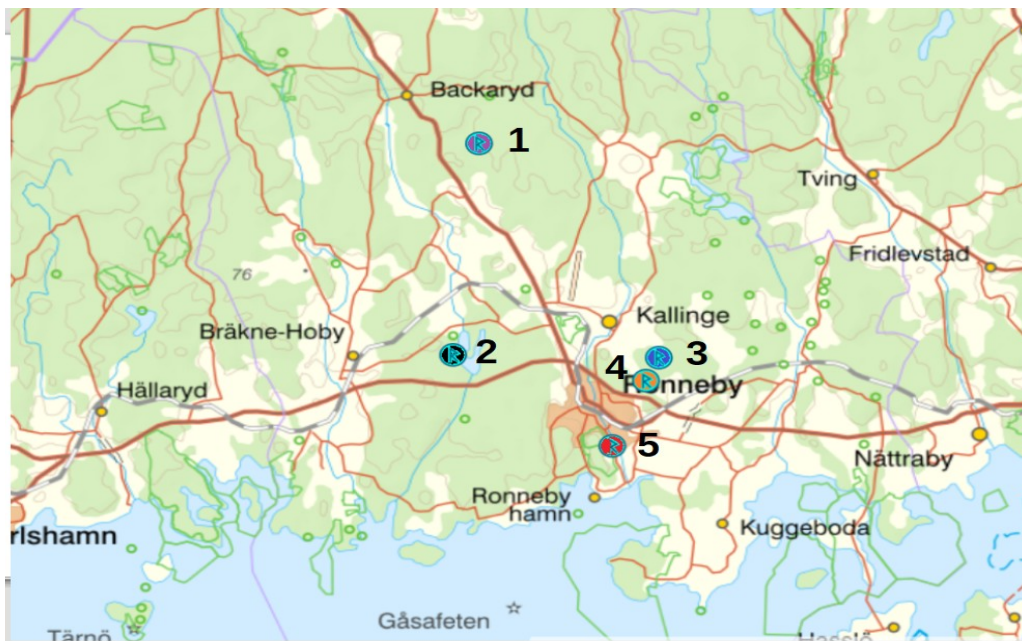 Backaryd
1
Tving
Fridlevstad
76
Kallinge
Bräkne-Hoby
2
3
4
Ronneby
Hällaryd
5
Nättraby
Ronneby
hamn
Kuggeboda
rlshamn
Gåsafeten
Tärnö
Hasslö